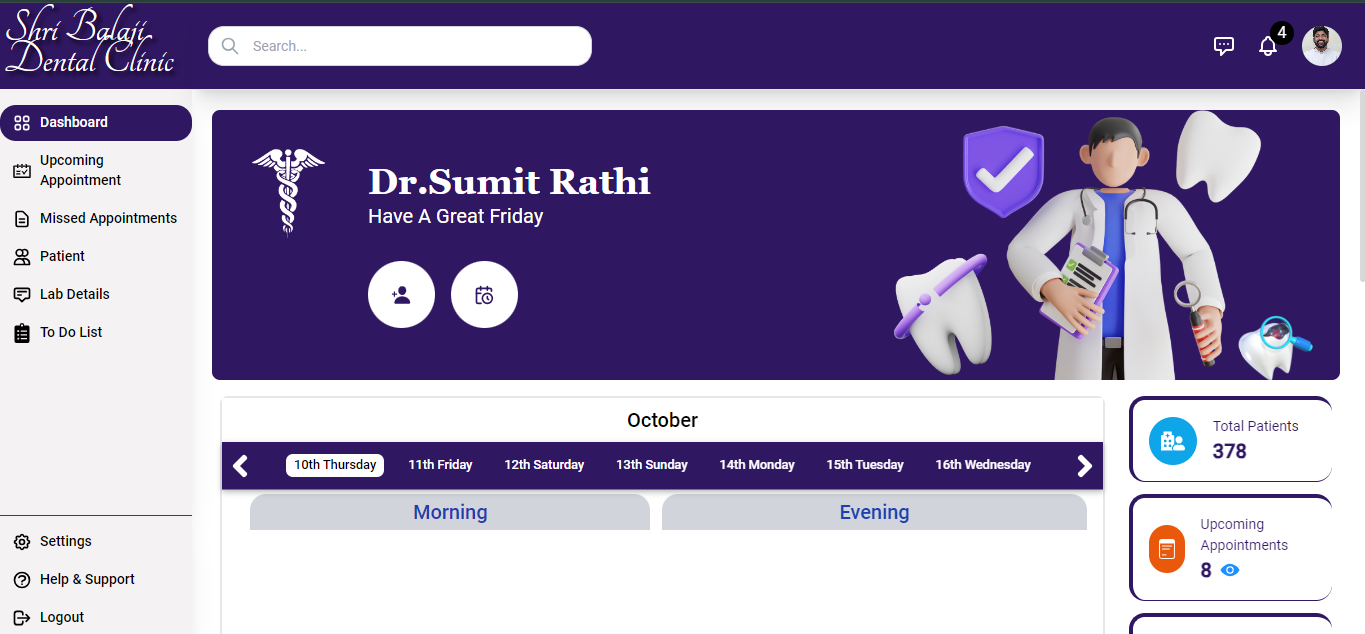 Shri Balaji
Dental Clinic
Search...
4
Dashboard
Upcoming
Appointment
Missed Appointments
Patient
Lab Details
To Do List
Settings
Help & Support
Logout
Dr.Sumit Rathi
Have A Great Friday
October
10th Thursday 11th Friday 12th Saturday 13th Sunday 14th Monday 15th Tuesday 16th Wednesday
Morning Evening
Total Patients
378
Upcoming
Appointments
8